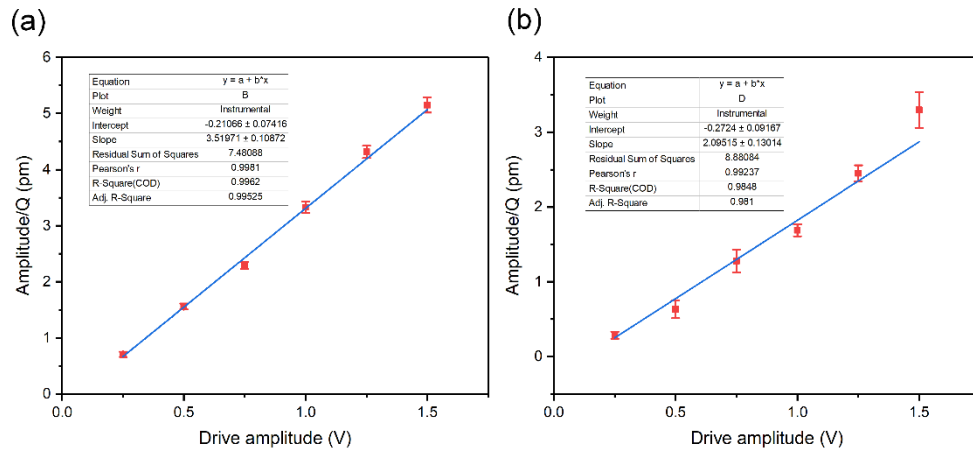 (a)
Amplitude/Q (pm)
6
5
4
3
2
1
0
0.0 0.5 1.0 1.5
Drive amplitude (V)
Equation y = a + b*x
Plot B
Weight Instrumental
Intercept -0.21066 ± 0.07416
Slope 3.51971 ± 0.10872
Residual Sum of Squares 7.48088
Pearson's r 0.9981
R-Square(COD) 0.9962
Adj. R-Square 0.99525
(b)
Amplitude/Q (pm)
4
3
2
1
0
0.0 0.5 1.0 1.5
Drive amplitude (V)
Equation y = a + b*x
Plot D
Weight Instrumental
Intercept -0.2724 ± 0.09167
Slope 2.09515 ± 0.13014
Residual Sum of Squares 8.88084
Pearson's r 0.99237
R-Square(COD) 0.9848
Adj. R-Square 0.981